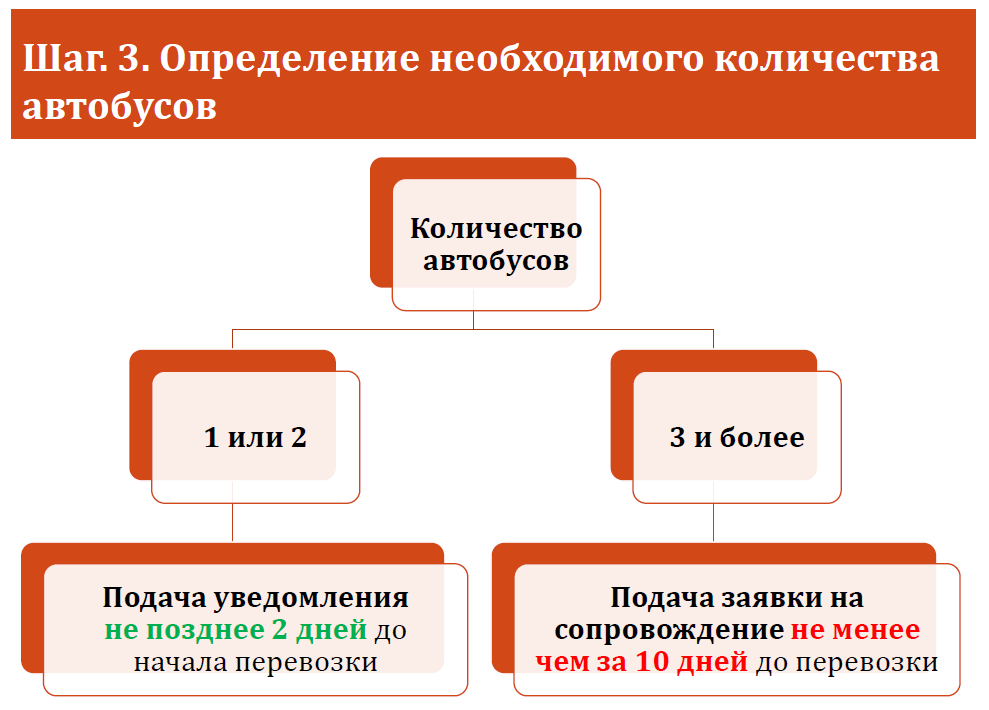 Шаг. 3. Определение необходимого количества
автобусов
Количество
автобусов
1 или 2
3 и более
Подача уведомления
не позднее 2 дней до
начала перевозки
Подача заявки на
сопровождение не менее
чем за 10 дней до перевозки